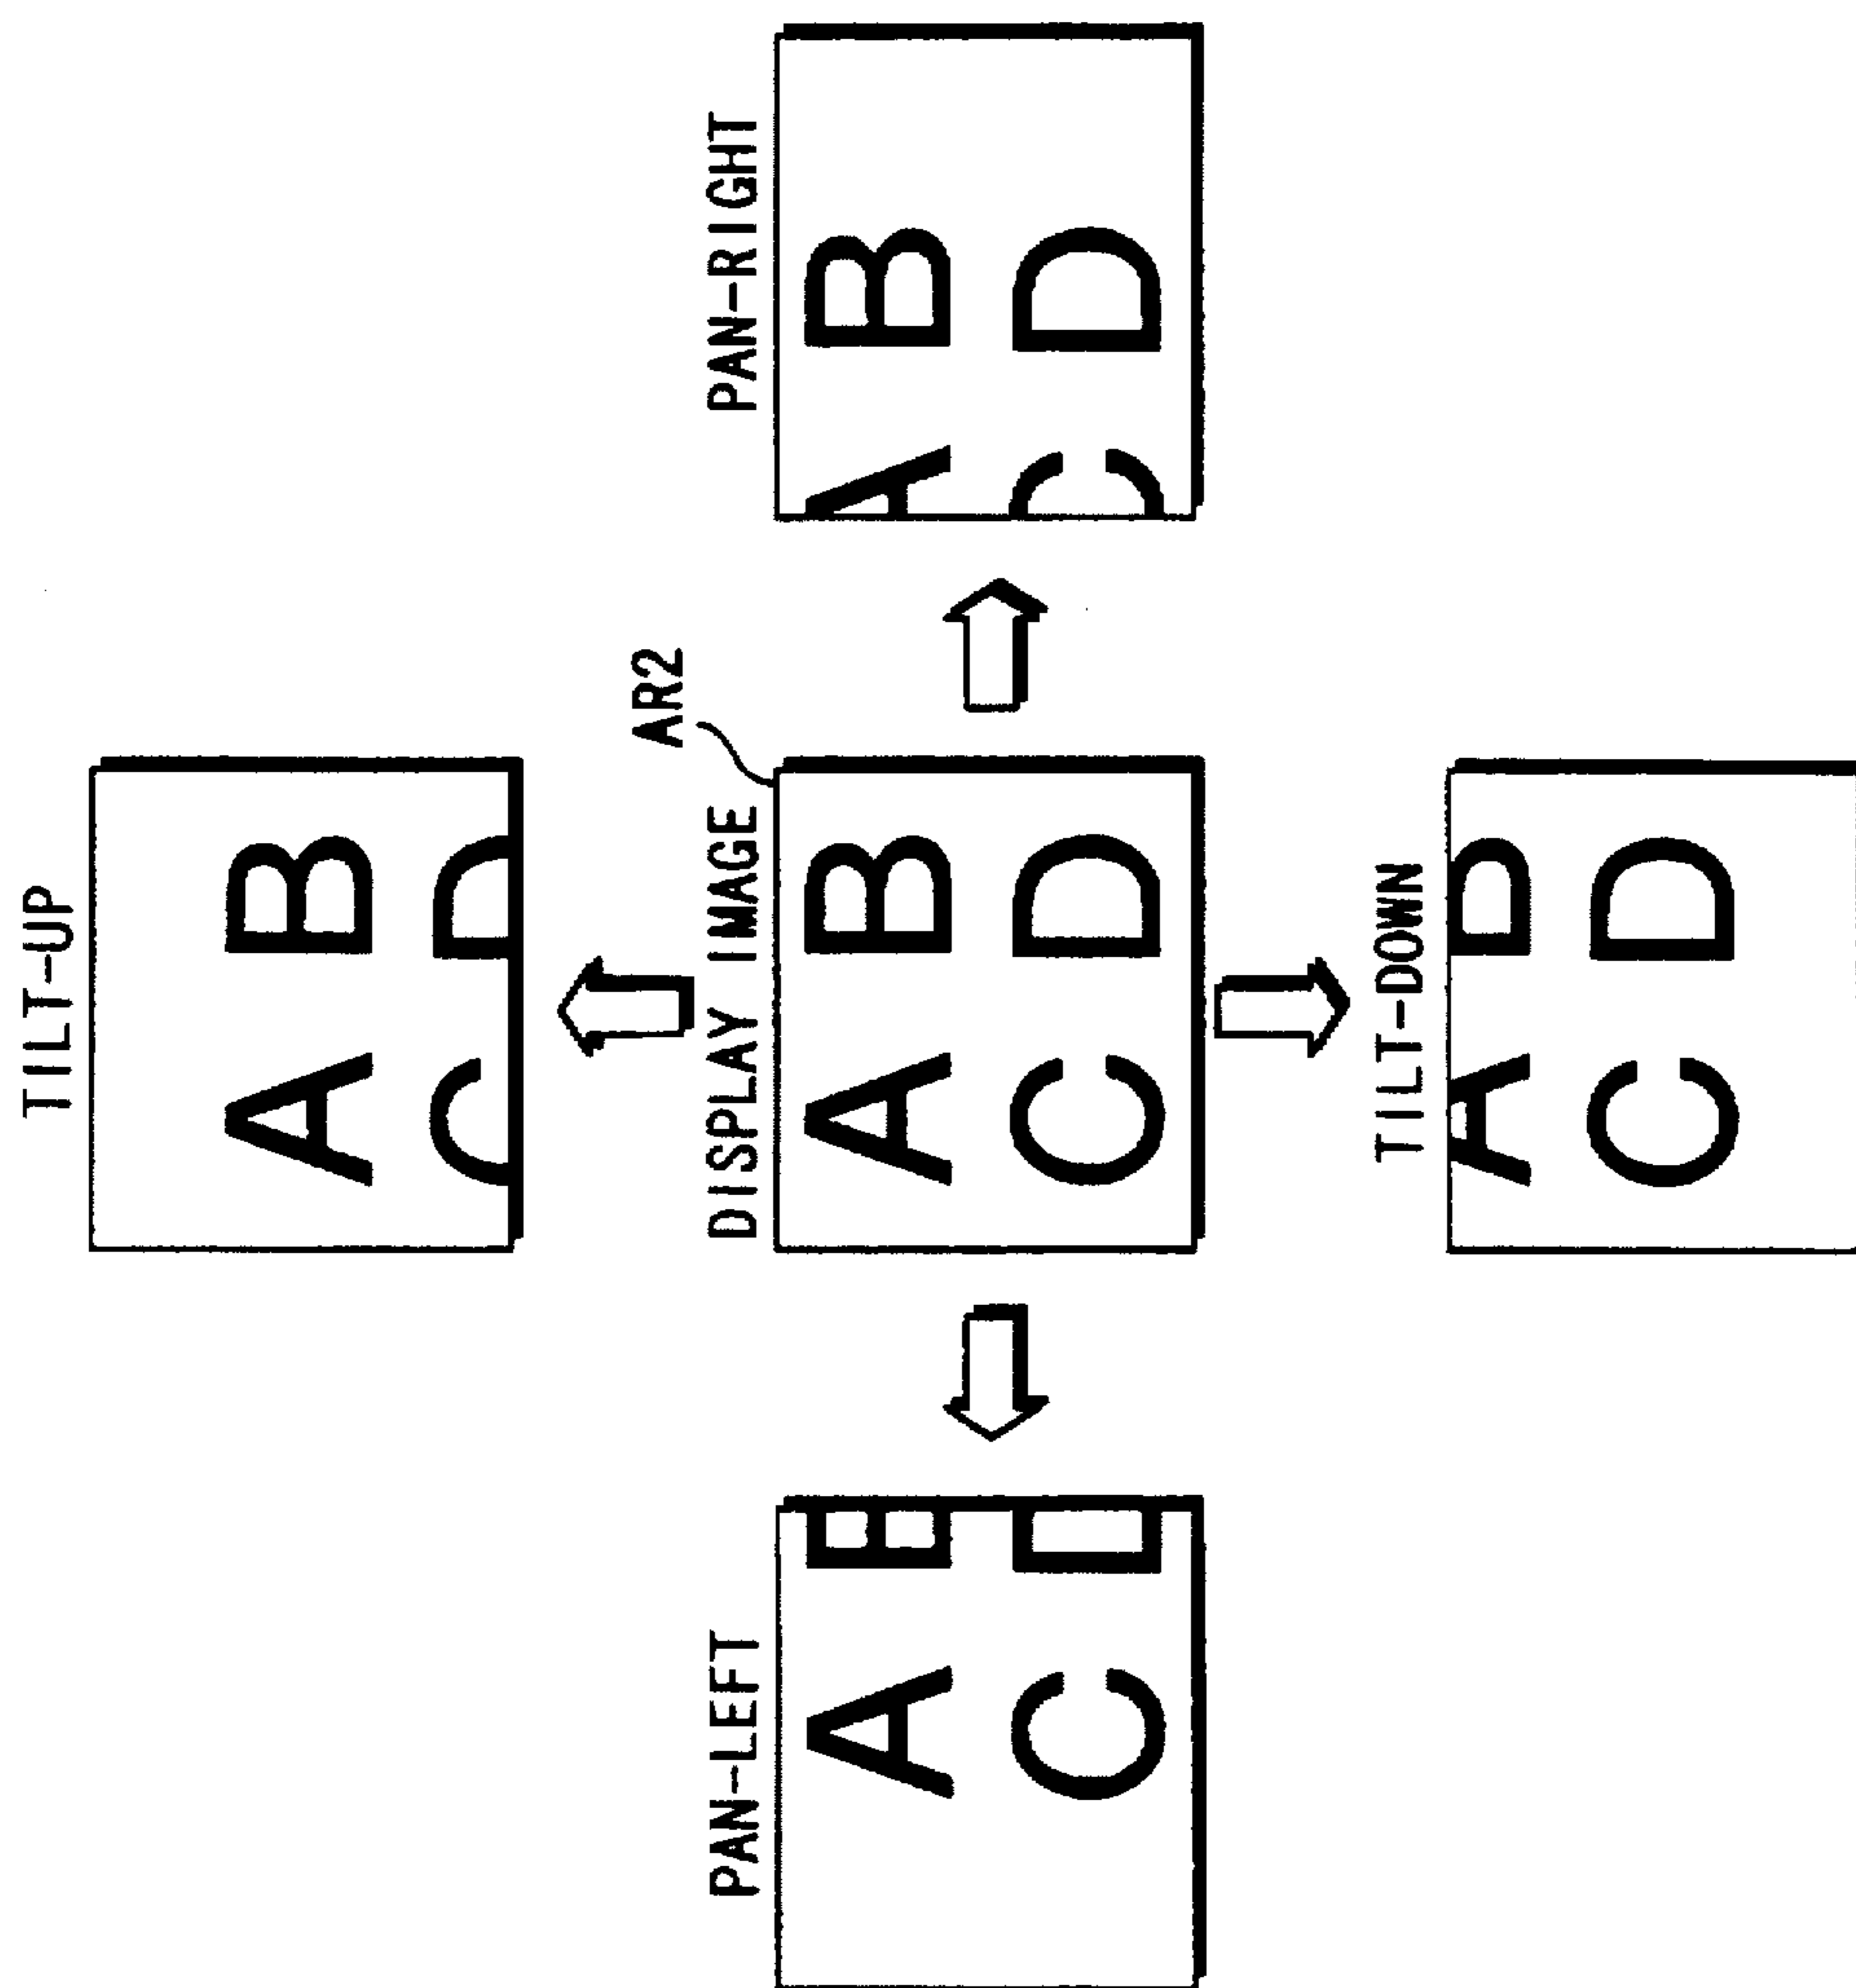 TILT-UP
A B
C D
AR2
PAN-LEFT
A B
C D
DISPLAY IMAGE
A B
C D
PAN-RIGHT
A B
C D
TILT-DOWN
A B
C D